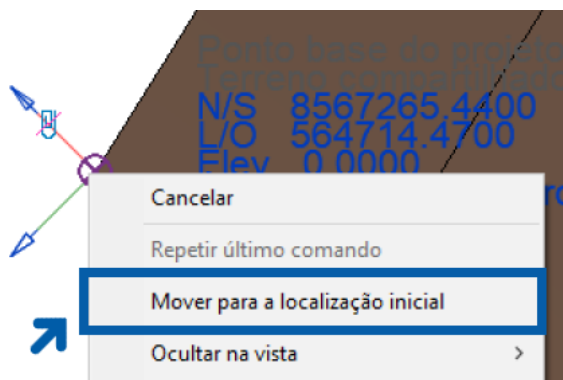 Ponto base do projeto
Terreno compartilhado
N/S 8567265.4400
L/O 564714.4700
Elev 0.0000
Cancelar
Repetir último comando
Mover para a localização inicial
Ocultar na vista